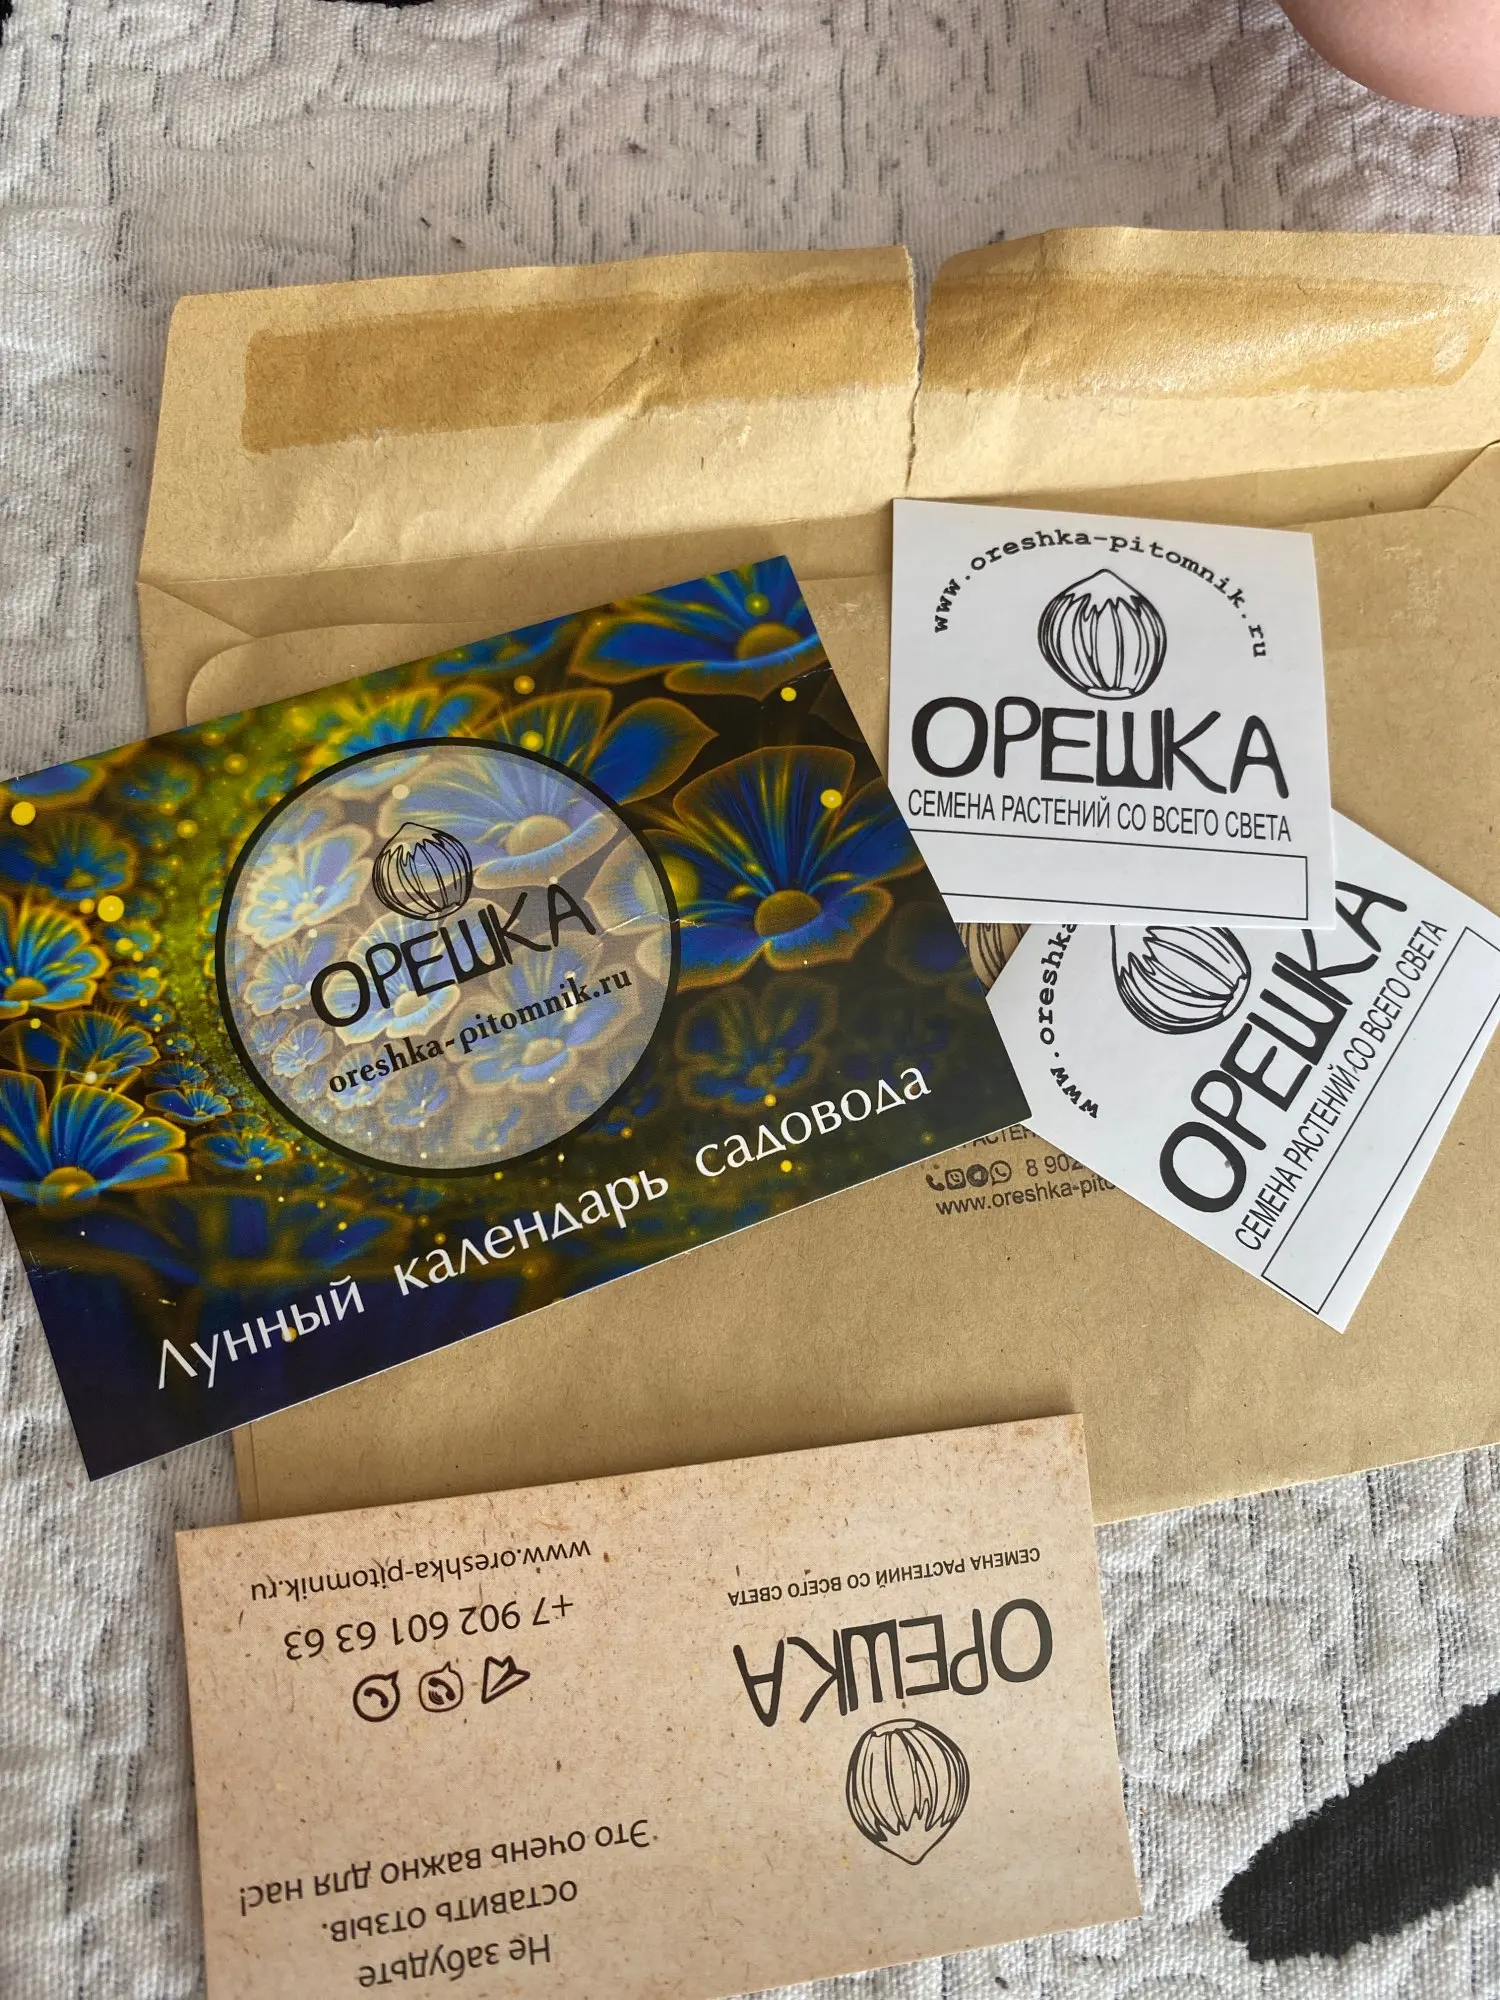 www.oreshka-pitomnik.ru
ОРЕШКА
СЕМЕНА РАСТЕНИЙ СО ВСЕГО СВЕТА
ОРЕШКА
oreshka-pitomnik.ru
Лунный календарь садовода
www.oreshka
ОРЕШКА
СЕМЕНА РАСТЕНИЙ СО ВСЕГО СВЕТА
8 902
www.oreshka-pito
ОРЕШКА
СЕМЕНА РАСТЕНИЙ СО ВСЕГО СВЕТА
Не забудьте
оставить отзыв.
Это очень важно для нас!
+7 902 601 63 63
www.oreshka-pitomnik.ru